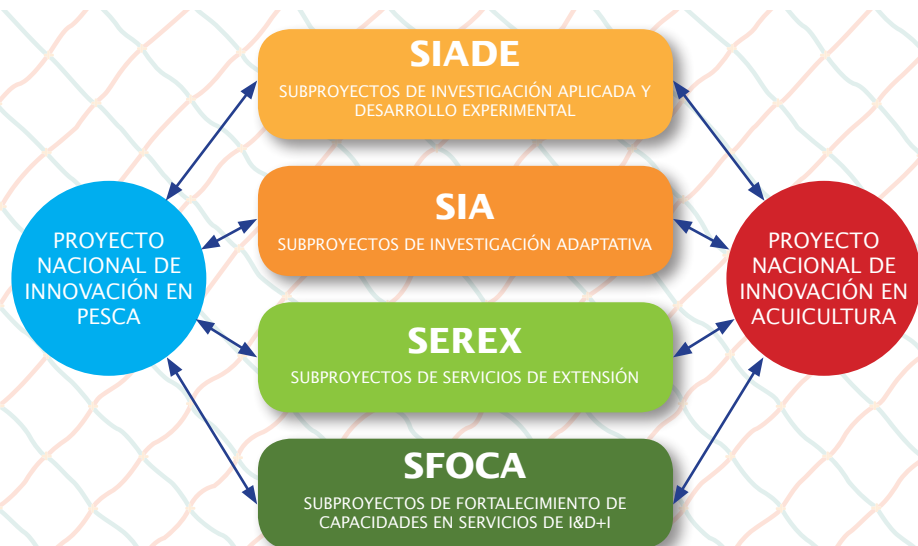 SIADE
SUBPROYECTOS DE INVESTIGACIÓN APLICADA Y
DESARROLLO EXPERIMENTAL
SIA
SUBPROYECTOS DE INVESTIGACIÓN ADAPTATIVA
PROYECTO
NACIONAL DE
INNOVACIÓN EN
PESCA
PROYECTO
NACIONAL DE
INNOVACIÓN EN
ACUICULTURA
SEREX
SUBPROYECTOS DE SERVICIOS DE EXTENSIÓN
SFOCA
SUBPROYECTOS DE FORTALECIMIENTO DE
CAPACIDADES EN SERVICIOS DE I&D+I